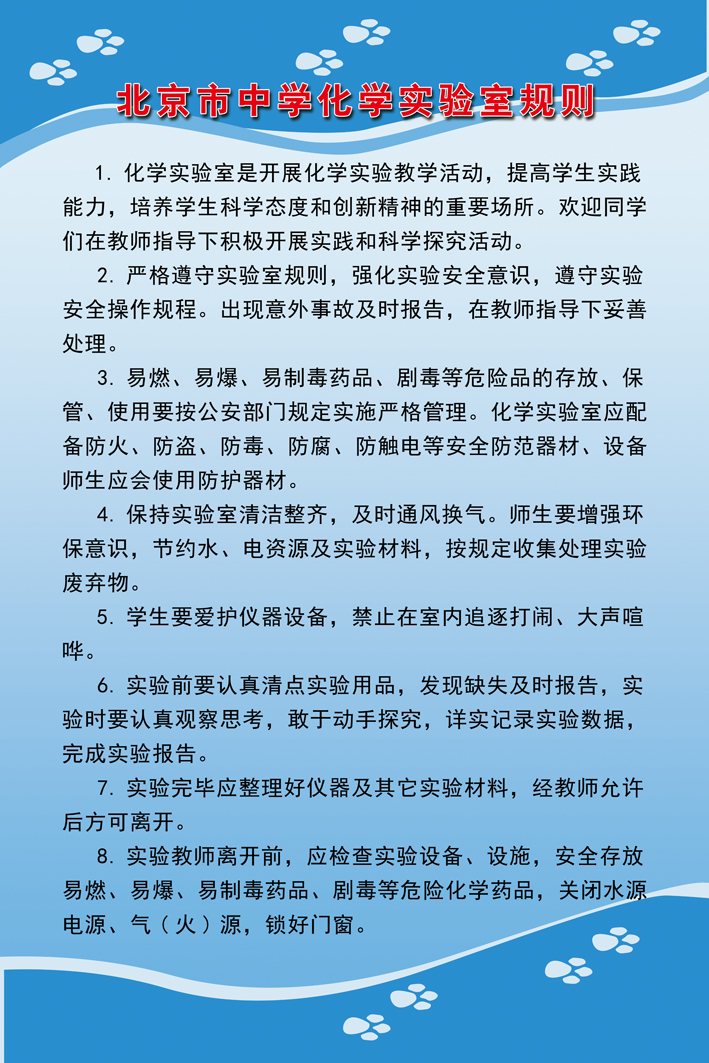 北京市中学化学实验室规则
1. 化学实验室是开展化学实验教学活动，提高学生实践
能力，培养学生科学态度和创新精神的重要场所。欢迎同学
们在教师指导下积极开展实践和科学探究活动。
2. 严格遵守实验室规则，强化实验安全意识，遵守实验
安全操作规程。出现意外事故及时报告，在教师指导下妥善
处理。
3. 易燃、易爆、易制毒药品、剧毒等危险品的存放、保
管、使用要按公安部门规定实施严格管理。化学实验室应配
备防火、防盗、防毒、防腐、防触电等安全防范器材、设备
师生应会使用防护器材。
4. 保持实验室清洁整齐，及时通风换气。师生要增强环
保意识，节约水、电资源及实验材料，按规定收集处理实验
废弃物。
5. 学生要爱护仪器设备，禁止在室内追逐打闹、大声喧
哗。
6. 实验前要认真清点实验用品，发现缺失及时报告，实
验时要认真观察思考，敢于动手探究，详实记录实验数据，
完成实验报告。
7. 实验完毕应整理好仪器及其它实验材料，经教师允许
后方可离开。
8. 实验教师离开前，应检查实验设备、设施，安全存放
易燃、易爆、易制毒药品、剧毒等危险化学药品，关闭水源
电源、气（火）源，锁好门窗。